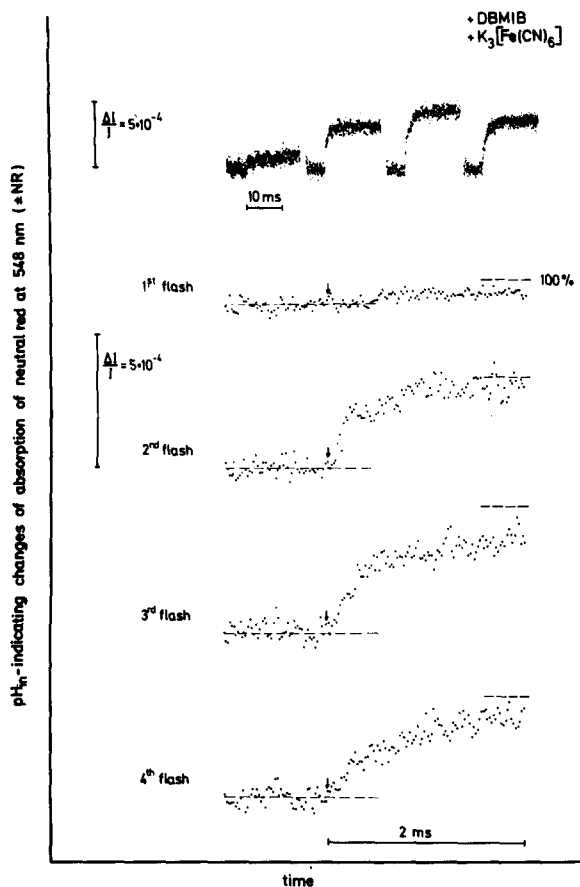 + DBMIB
+ K₃[Fe(CN)₆]
ΔI/I = 5·10⁻⁴
10 ms
1st flash
100%
ΔI/I = 5·10⁻⁴
2nd flash
3rd flash
4th flash
2 ms
time
pHin-indicating changes of absorption of neutral red at 548 nm (±NR)